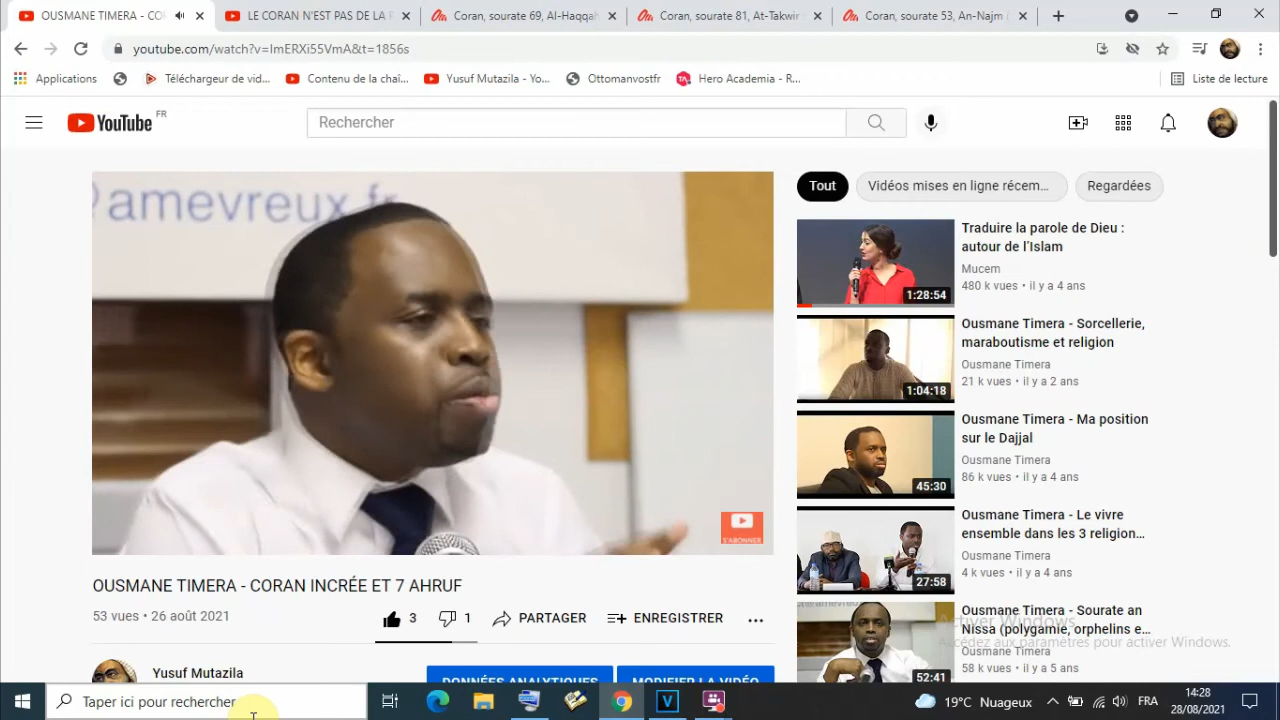 OUSMANE TIMERA - CO
LE CORAN N'EST PAS DE LA F
Coran, sourate 69, Al-Haqqah
Coran, sourate 81, At-Takwir
Coran, sourate 53, An-Najm
youtube.com/watch?v=ImERXi55VmA&t=1856s
Applications
Téléchargeur de vid...
Contenu de la chaî...
Yusuf Mutazila - Yo...
Ottomanvostfr
Hero Academia - R...
Liste de lecture
YouTube FR
Rechercher
@amevreux.fr
S'ABONNER
Tout
Vidéos mises en ligne récem...
Regardées
Traduire la parole de Dieu :
autour de l'Islam
Mucem
480 k vues • il y a 4 ans
1:28:54
Ousmane Timera - Sorcellerie,
maraboutisme et religion
Ousmane Timera
21 k vues • il y a 2 ans
1:04:18
Ousmane Timera - Ma position
sur le Dajjal
Ousmane Timera
86 k vues • il y a 4 ans
45:30
Ousmane Timera - Le vivre
ensemble dans les 3 religion...
Ousmane Timera
4 k vues • il y a 4 ans
27:58
Ousmane Timera - Sourate an
Nissa (polygamie, orphelins e...
Ousmane Timera
58 k vues • il y a 5 ans
52:41
OUSMANE TIMERA - CORAN INCRÉE ET 7 AHRUF
53 vues • 26 août 2021
3
1
PARTAGER
ENREGISTRER
Yusuf Mutazila
DONNÉES ANALYTIQUES
MODIFIER LA VIDÉO
Activer Windows
Accédez aux paramètres pour activer Windows.
Taper ici pour rechercher
19°C Nuageux
FRA
14:28
28/08/2021